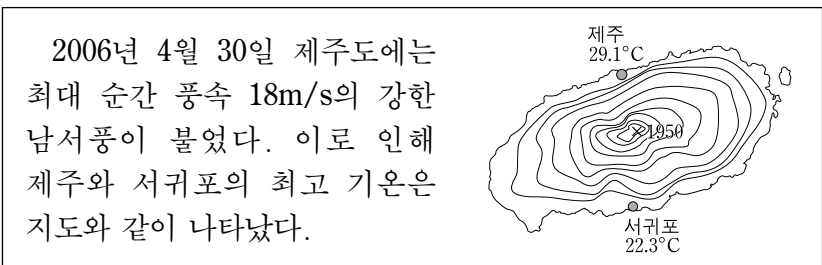 2006년 4월 30일 제주도에는
최대 순간 풍속 18m/s의 강한
남서풍이 불었다. 이로 인해
제주와 서귀포의 최고 기온은
지도와 같이 나타났다.
제주
29.1°C
1950
서귀포
22.3°C